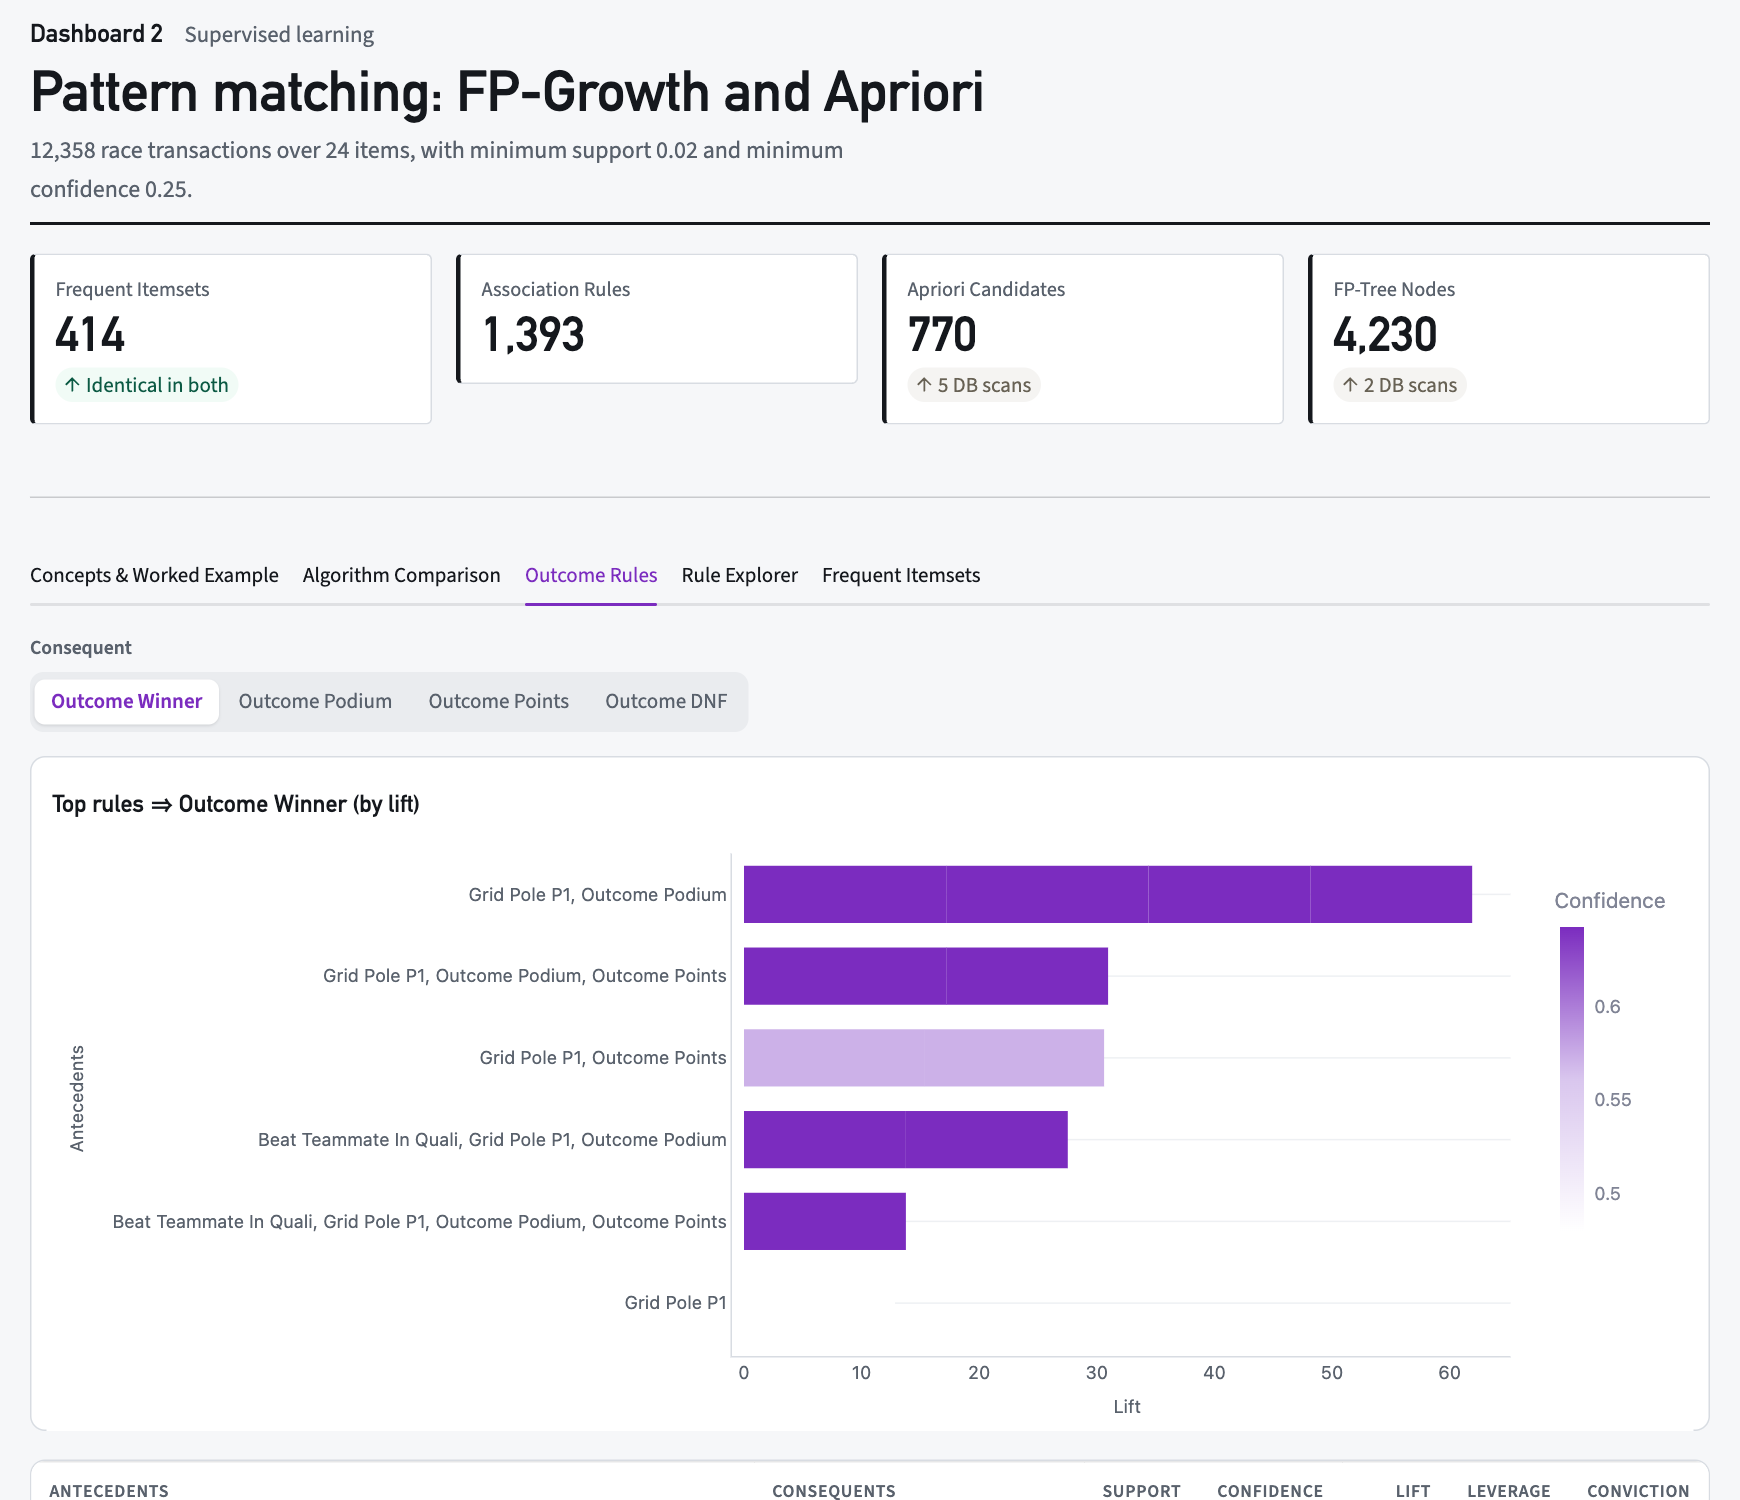 Dashboard 2 Supervised learning
Pattern matching: FP-Growth and Apriori
12,358 race transactions over 24 items, with minimum support 0.02 and minimum
confidence 0.25.
Frequent Itemsets
414
↑ Identical in both
Association Rules
1,393
Apriori Candidates
770
↑ 5 DB scans
FP-Tree Nodes
4,230
↑ 2 DB scans
Concepts & Worked Example Algorithm Comparison Outcome Rules Rule Explorer Frequent Itemsets
Consequent
Outcome Winner Outcome Podium Outcome Points Outcome DNF
Top rules ⇒ Outcome Winner (by lift)
Antecedents
Grid Pole P1, Outcome Podium
Grid Pole P1, Outcome Podium, Outcome Points
Grid Pole P1, Outcome Points
Beat Teammate In Quali, Grid Pole P1, Outcome Podium
Beat Teammate In Quali, Grid Pole P1, Outcome Podium, Outcome Points
Grid Pole P1
0 10 20 30 40 50 60
Lift
Confidence
0.6
0.55
0.5
ANTECEDENTS CONSEQUENTS SUPPORT CONFIDENCE LIFT LEVERAGE CONVICTION